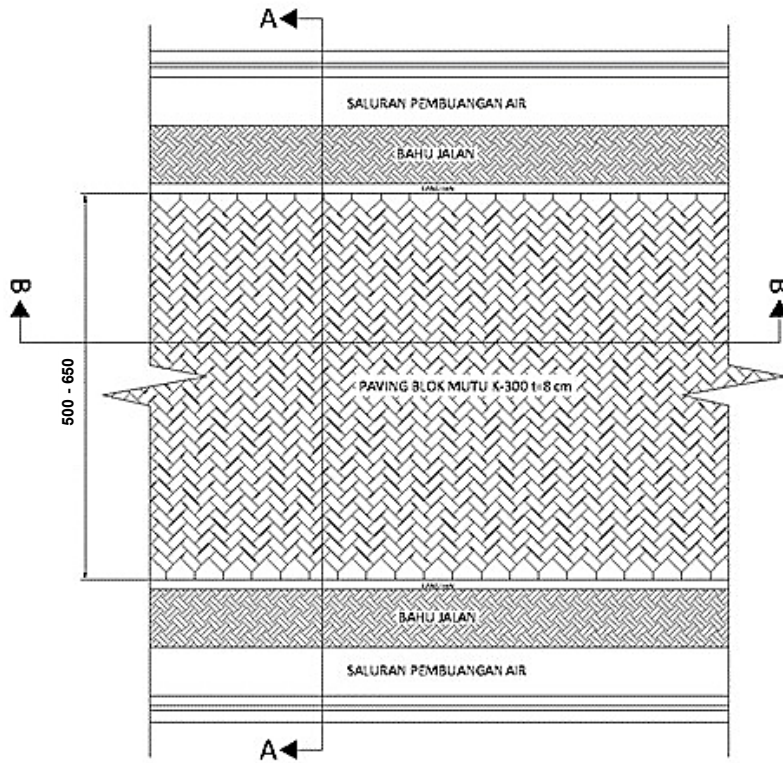 A
SALURAN PEMBUANGAN AIR
BAHU JALAN
B
B
500 - 650
PAVING BLOK MUTU K-300 t=8 cm
BAHU JALAN
SALURAN PEMBUANGAN AIR
A